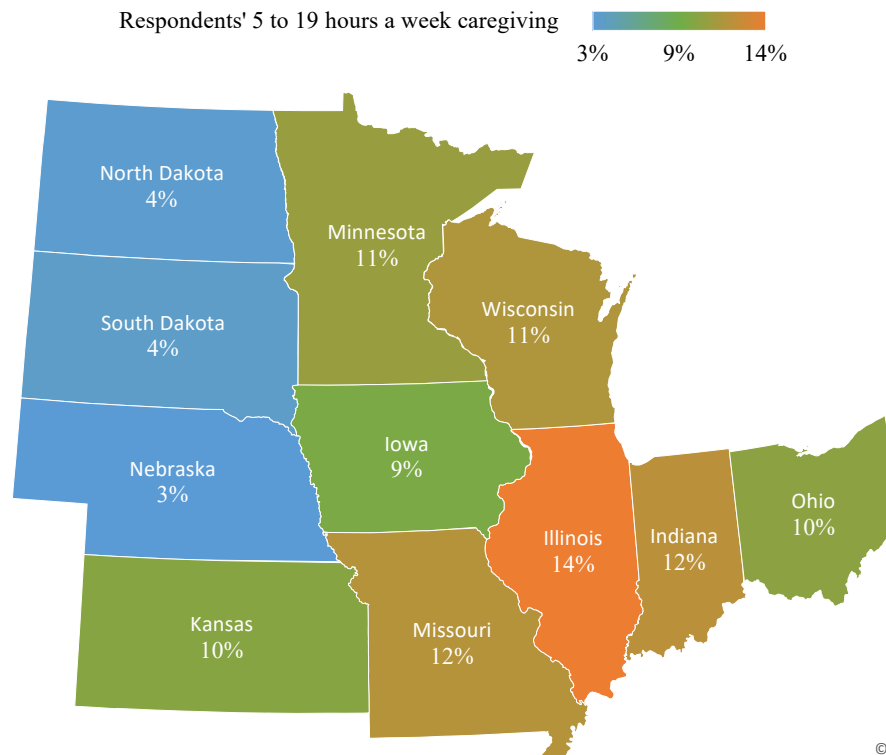 Respondents' 5 to 19 hours a week caregiving
3% 9% 14%
North Dakota
4%
Minnesota
11%
Wisconsin
11%
South Dakota
4%
Iowa
9%
Nebraska
3%
Ohio
10%
Illinois
14%
Indiana
12%
Kansas
10%
Missouri
12%
©